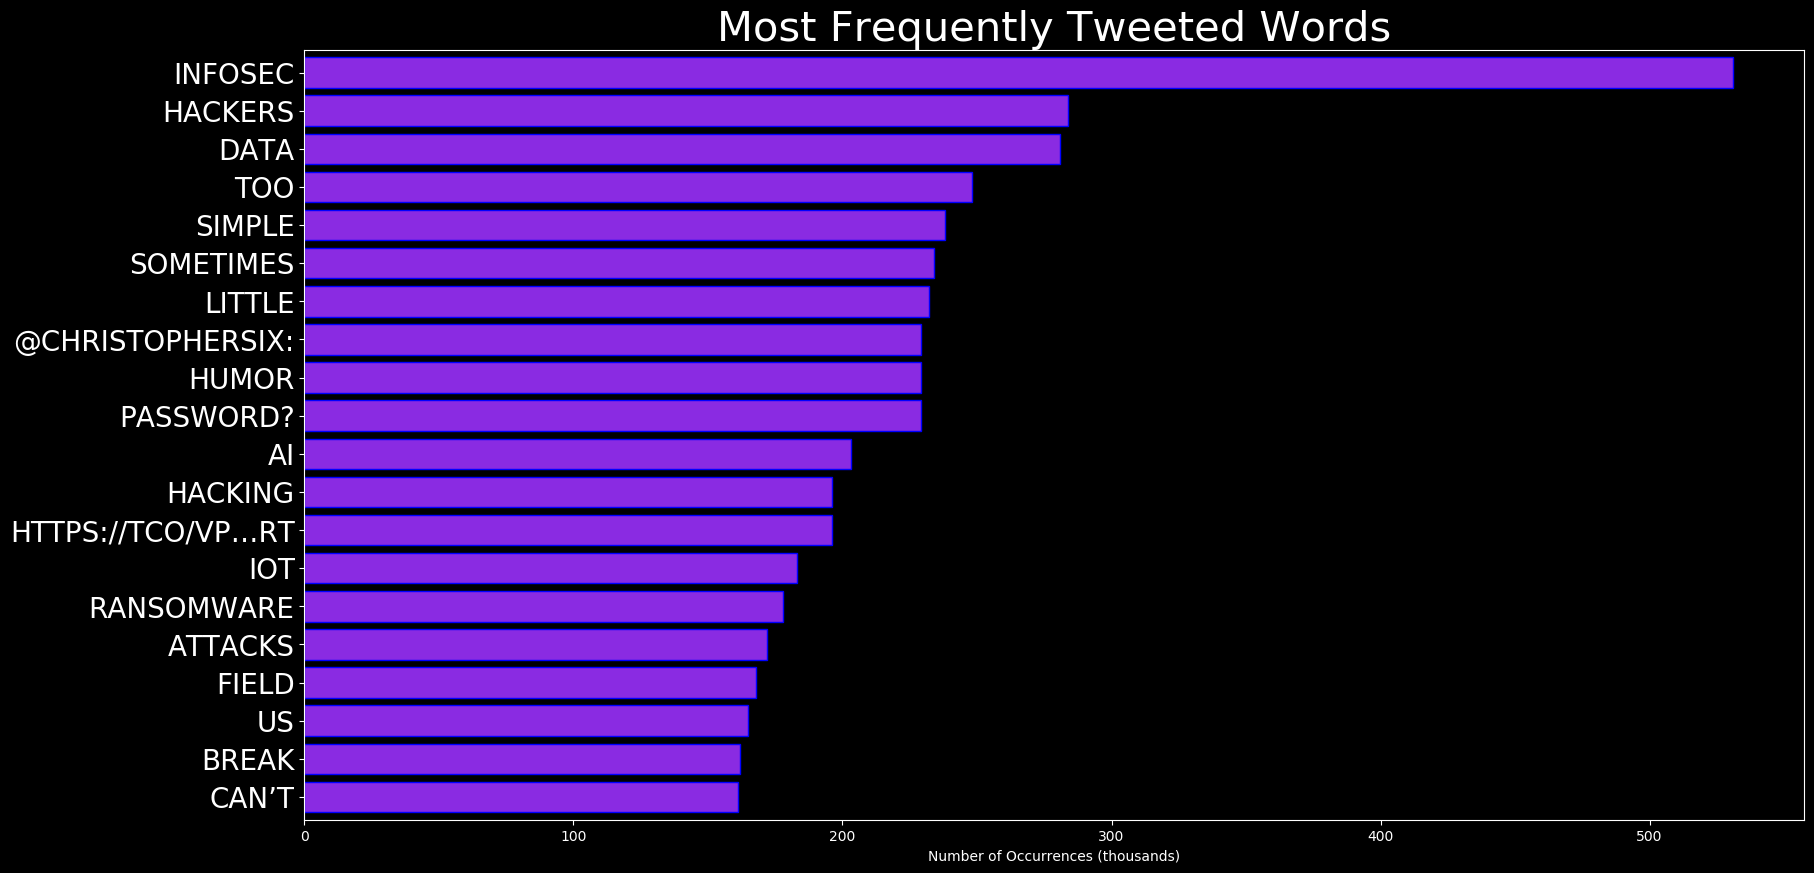 Most Frequently Tweeted Words
INFOSEC
HACKERS
DATA
TOO
SIMPLE
SOMETIMES
LITTLE
@CHRISTOPHERSIX:
HUMOR
PASSWORD?
AI
HACKING
HTTPS://TCO/VP…RT
IOT
RANSOMWARE
ATTACKS
FIELD
US
BREAK
CAN’T
0 100 200 300 400 500
Number of Occurrences (thousands)